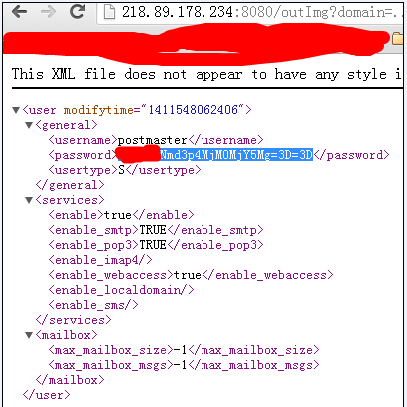 218.89.178.234:8080/outImg?domain=..
This XML file does not appear to have any style i
▼<user modifytime="1411548062406">
▼<general>
<username>postmaster</username>
<password>Nmd3p4MjM0MjY5Mg=3D=3D</password>
<usertype>S</usertype>
</general>
▼<services>
<enable>true</enable>
<enable_smtp>TRUE</enable_smtp>
<enable_pop3>TRUE</enable_pop3>
<enable_imap4/>
<enable_webaccess>true</enable_webaccess>
<enable_localdomain/>
<enable_sms/>
</services>
▼<mailbox>
<max_mailbox_size>-1</max_mailbox_size>
<max_mailbox_msgs>-1</max_mailbox_msgs>
</mailbox>
</user>